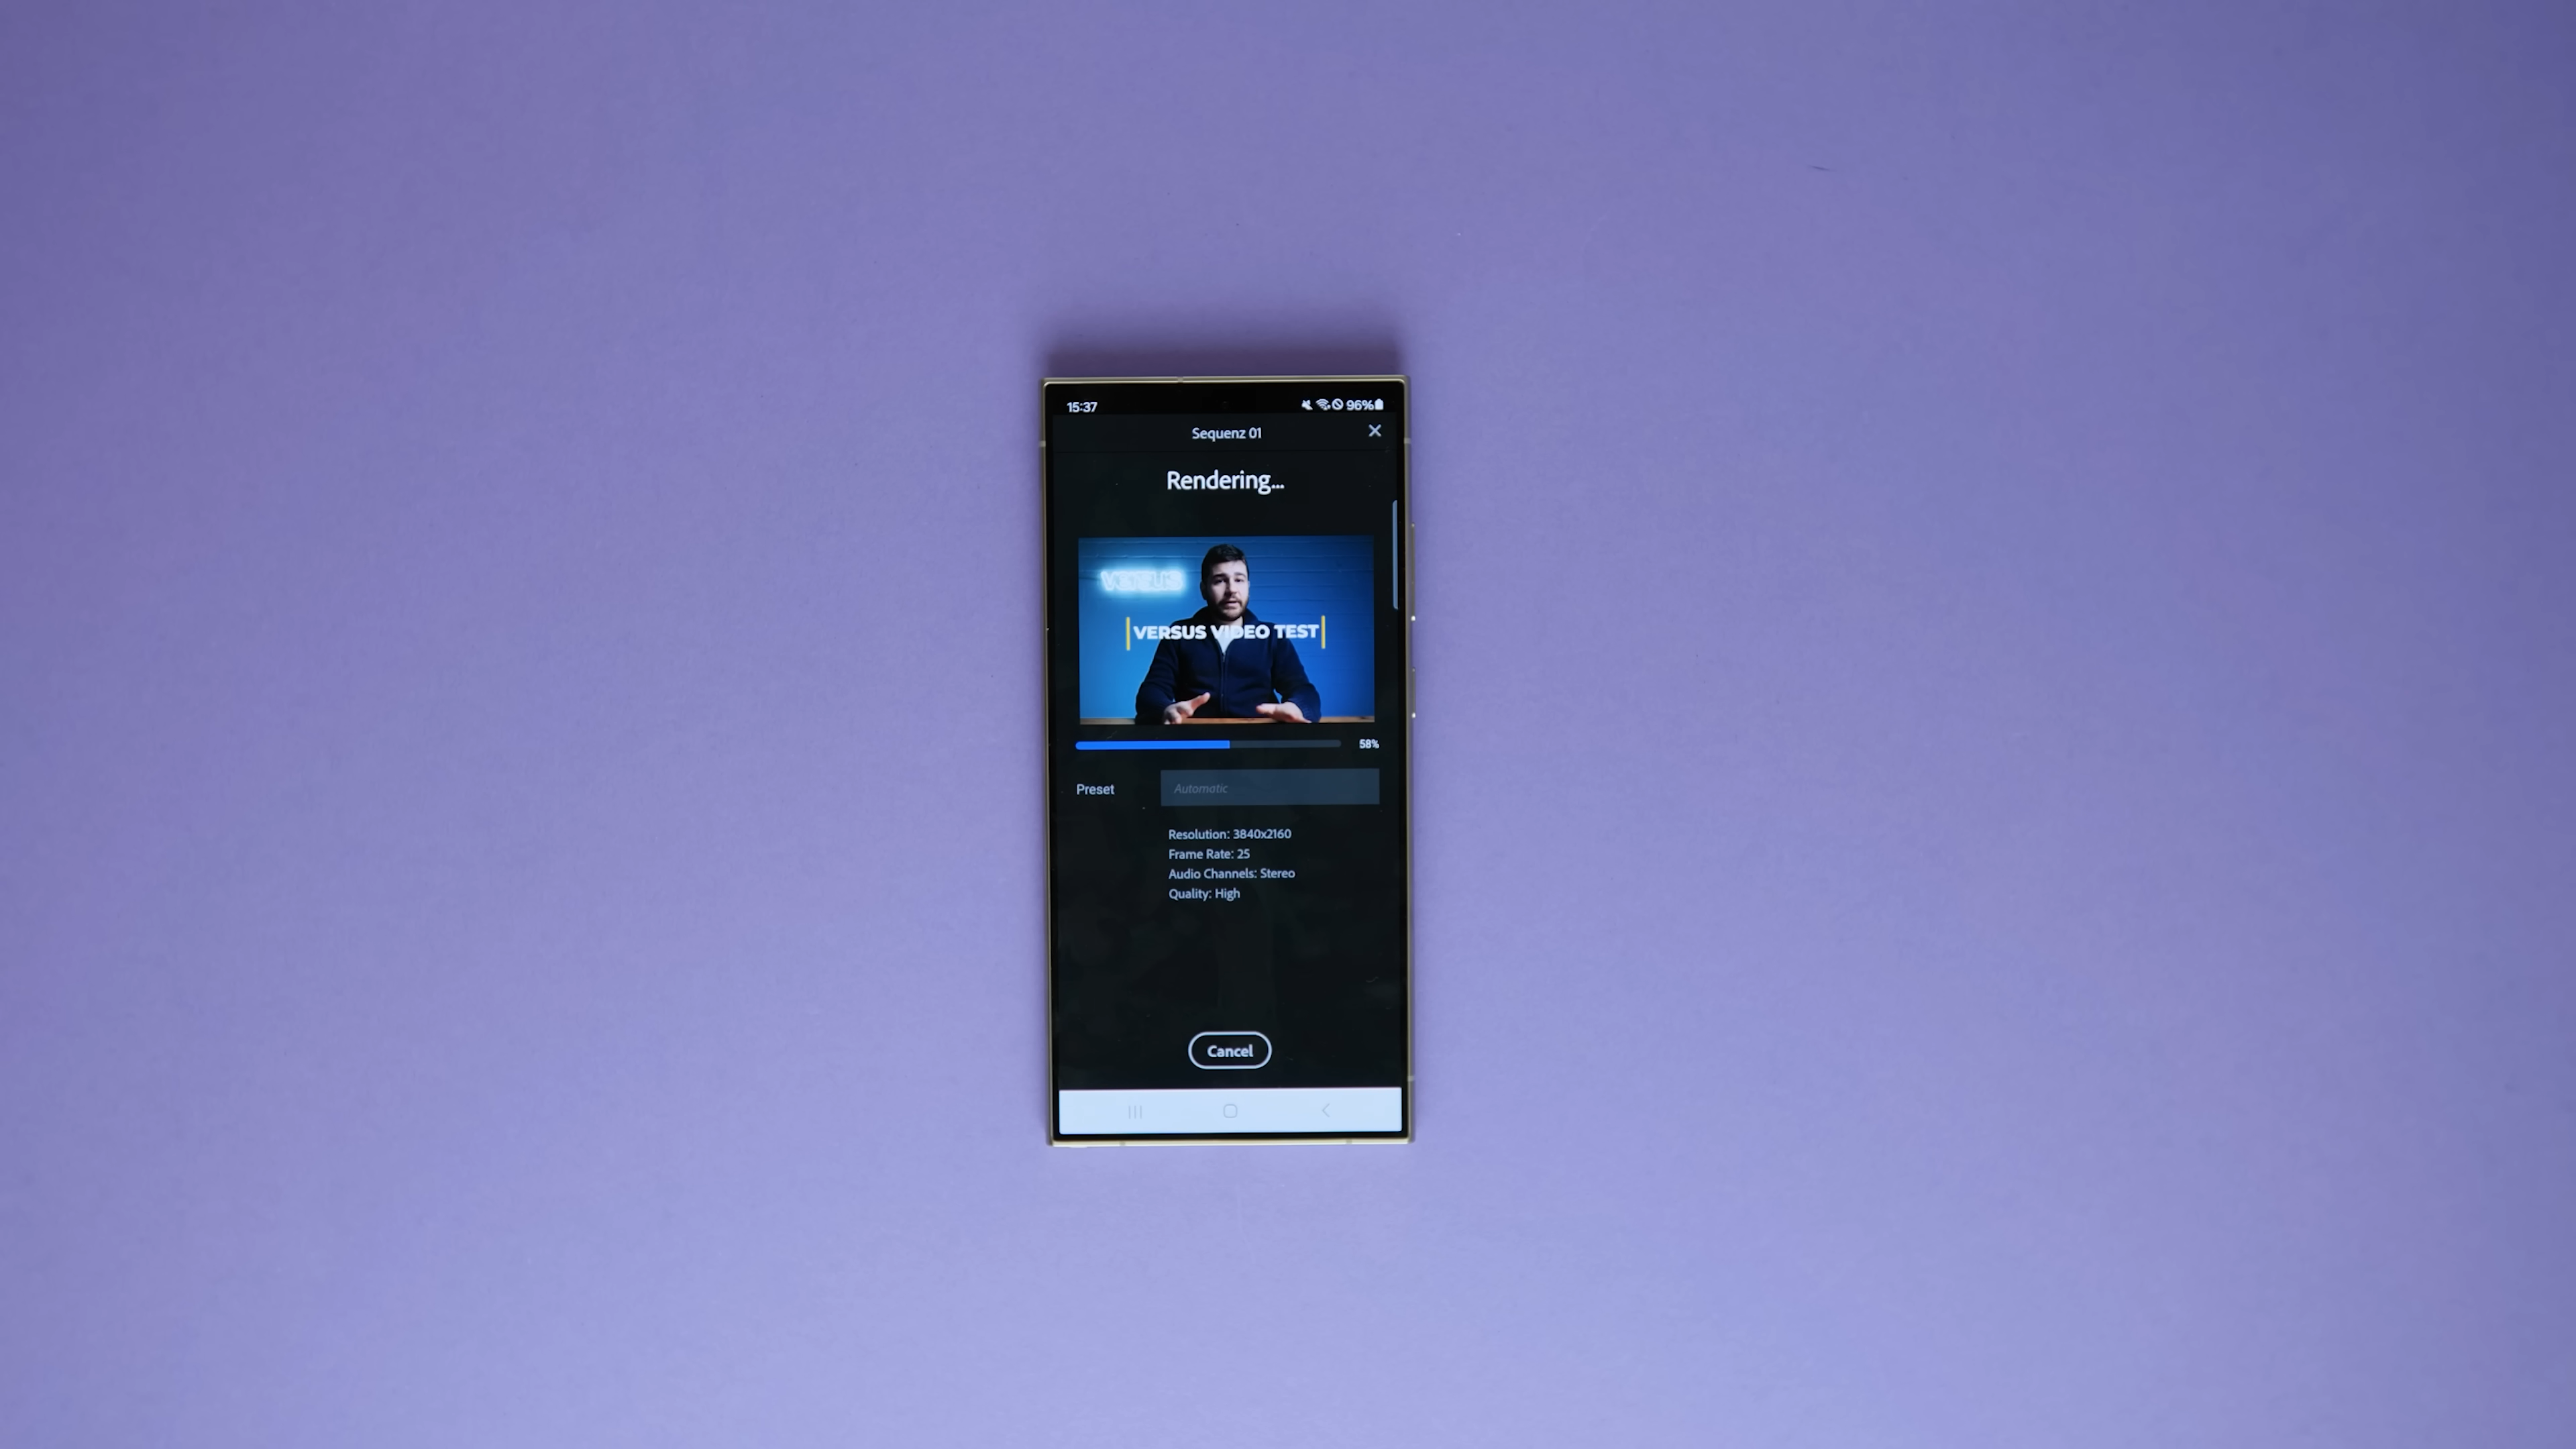 15:37
96%
Sequenz 01
Rendering...
VERSUS
VERSUS VIDEO TEST
58%
Preset
Automatic
Resolution: 3840x2160
Frame Rate: 25
Audio Channels: Stereo
Quality: High
Cancel